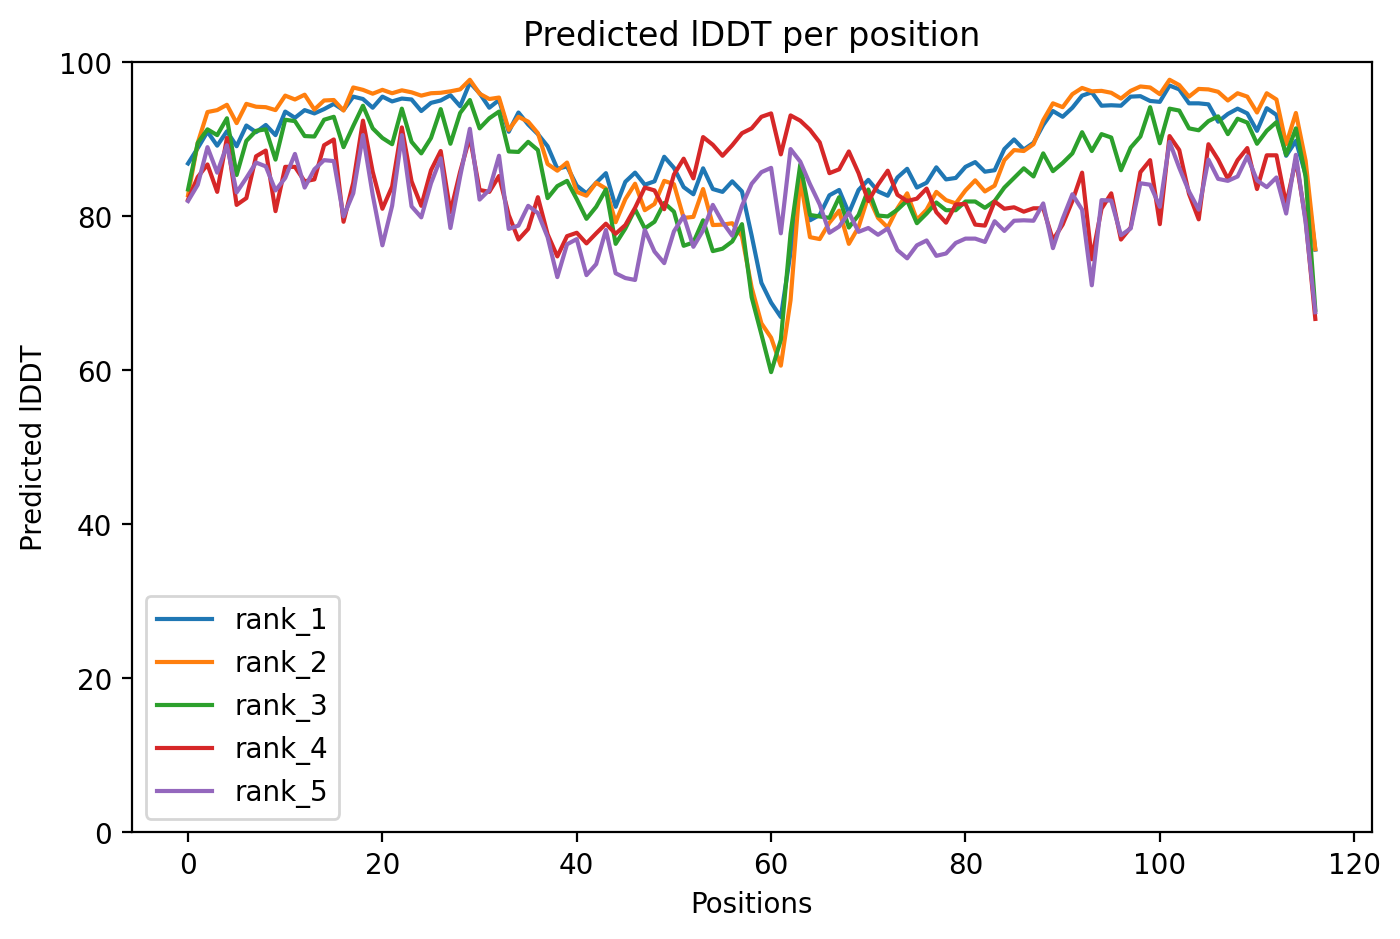 Predicted lDDT per position
100
80
60
40
20
0
Predicted lDDT
rank_1
rank_2
rank_3
rank_4
rank_5
0 20 40 60 80 100 120
Positions